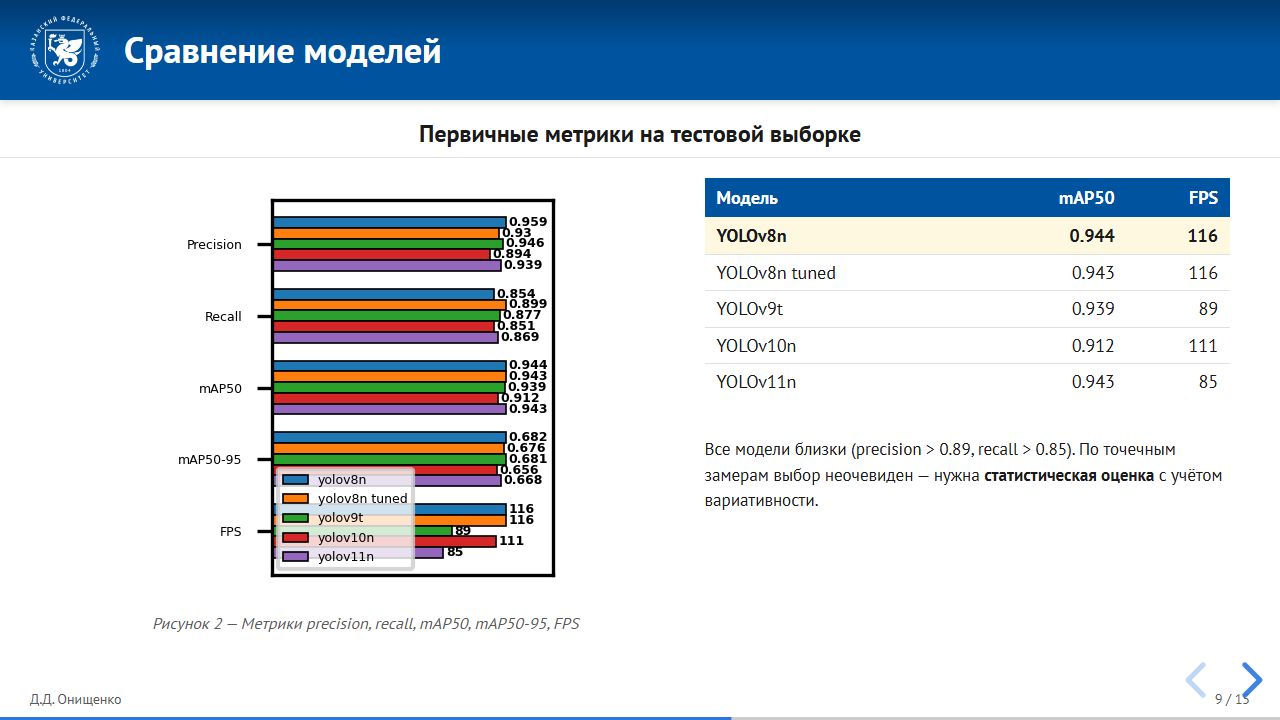 КАЗАНСКИЙ ФЕДЕРАЛЬНЫЙ УНИВЕРСИТЕТ
1804
Сравнение моделей
Первичные метрики на тестовой выборке
Precision
0.959
0.93
0.946
0.894
0.939
Recall
0.854
0.899
0.877
0.851
0.869
mAP50
0.944
0.943
0.939
0.912
0.943
mAP50-95
0.682
0.676
0.681
0.656
0.668
FPS
116
116
89
111
85
yolov8n
yolov8n tuned
yolov9t
yolov10n
yolov11n
Рисунок 2 — Метрики precision, recall, mAP50, mAP50-95, FPS
Модель mAP50 FPS
YOLOv8n 0.944 116
YOLOv8n tuned 0.943 116
YOLOv9t 0.939 89
YOLOv10n 0.912 111
YOLOv11n 0.943 85
Все модели близки (precision > 0.89, recall > 0.85). По точечным
замерам выбор неочевиден — нужна статистическая оценка с учётом
вариативности.
Д.Д. Онищенко
9 / 15